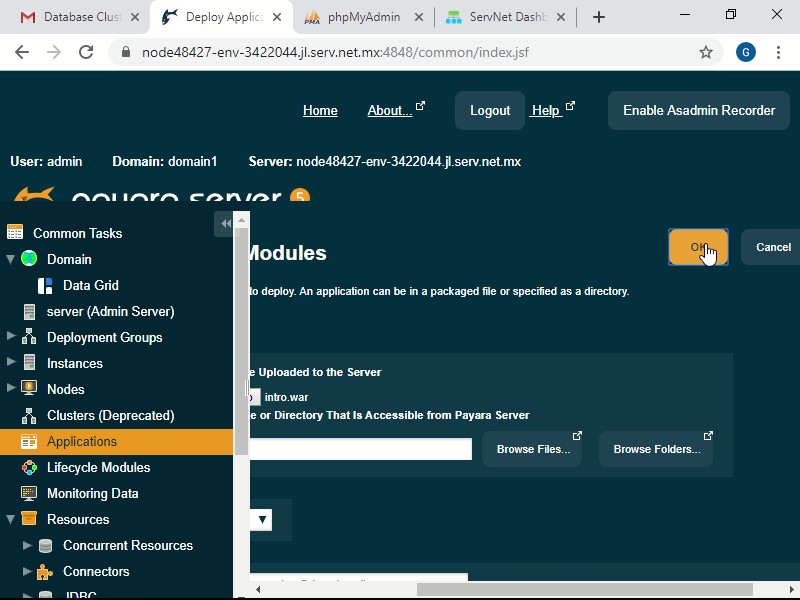 Database Clust
Deploy Applica
phpMyAdmin
ServNet Dashb
node48427-env-3422044.jl.serv.net.mx:4848/common/index.jsf
G
Home
About...
Logout
Help
Enable Asadmin Recorder
User: admin
Domain: domain1
Server: node48427-env-3422044.jl.serv.net.mx
payara server 5
Common Tasks
Modules
OK
Cancel
Domain
Data Grid
to deploy. An application can be in a packaged file or specified as a directory.
server (Admin Server)
Deployment Groups
Instances
e Uploaded to the Server
Nodes
intro.war
Clusters (Deprecated)
e or Directory That Is Accessible from Payara Server
Applications
Browse Files...
Browse Folders...
Lifecycle Modules
Monitoring Data
Resources
Concurrent Resources
Connectors
JDBC